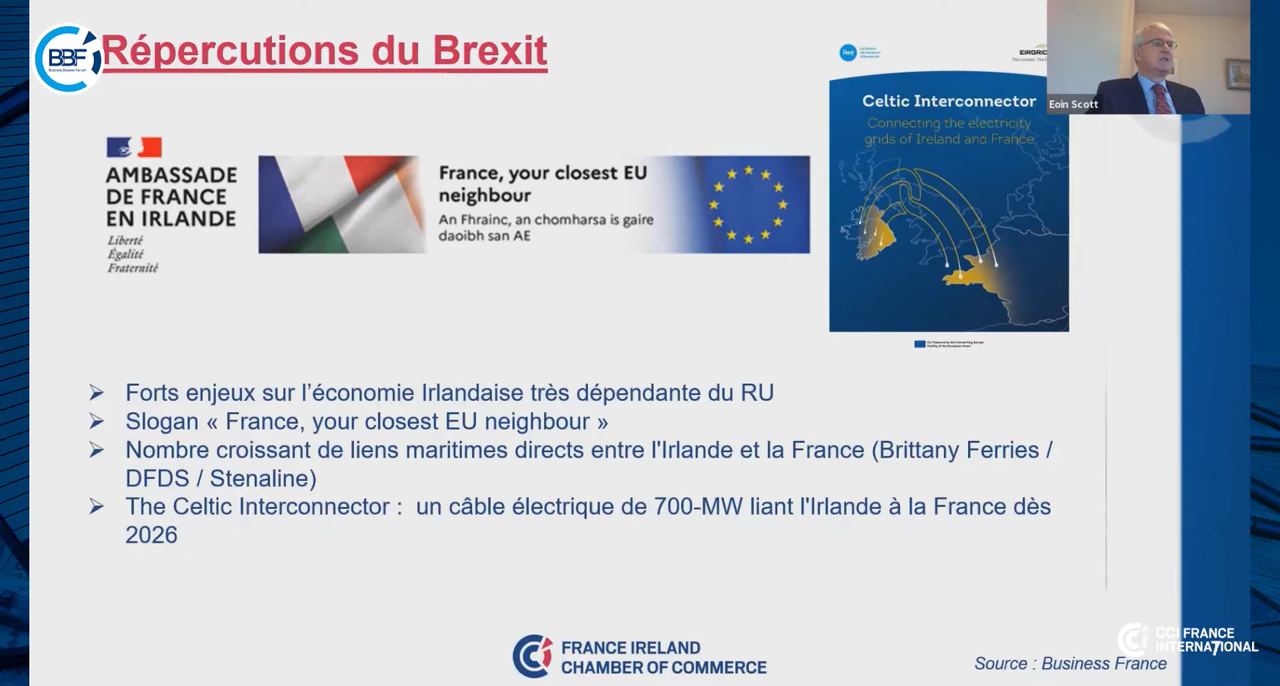 BBF
Répercutions du Brexit
AMBASSADE
DE FRANCE
EN IRLANDE
Liberté
Égalité
Fraternité
France, your closest EU
neighbour
An Fhrainc, an chomharsa is gaire
daoibh san AE
EIRGRID
Celtic Interconnector
Connecting the electricity
grids of Ireland and France
Eoin Scott
Forts enjeux sur l’économie Irlandaise très dépendante du RU
Slogan « France, your closest EU neighbour »
Nombre croissant de liens maritimes directs entre l'Irlande et la France (Brittany Ferries /
DFDS / Stenaline)
The Celtic Interconnector : un câble électrique de 700-MW liant l'Irlande à la France dès
2026
FRANCE IRELAND
CHAMBER OF COMMERCE
CCI FRANCE
INTERNATIONAL
7
Source : Business France